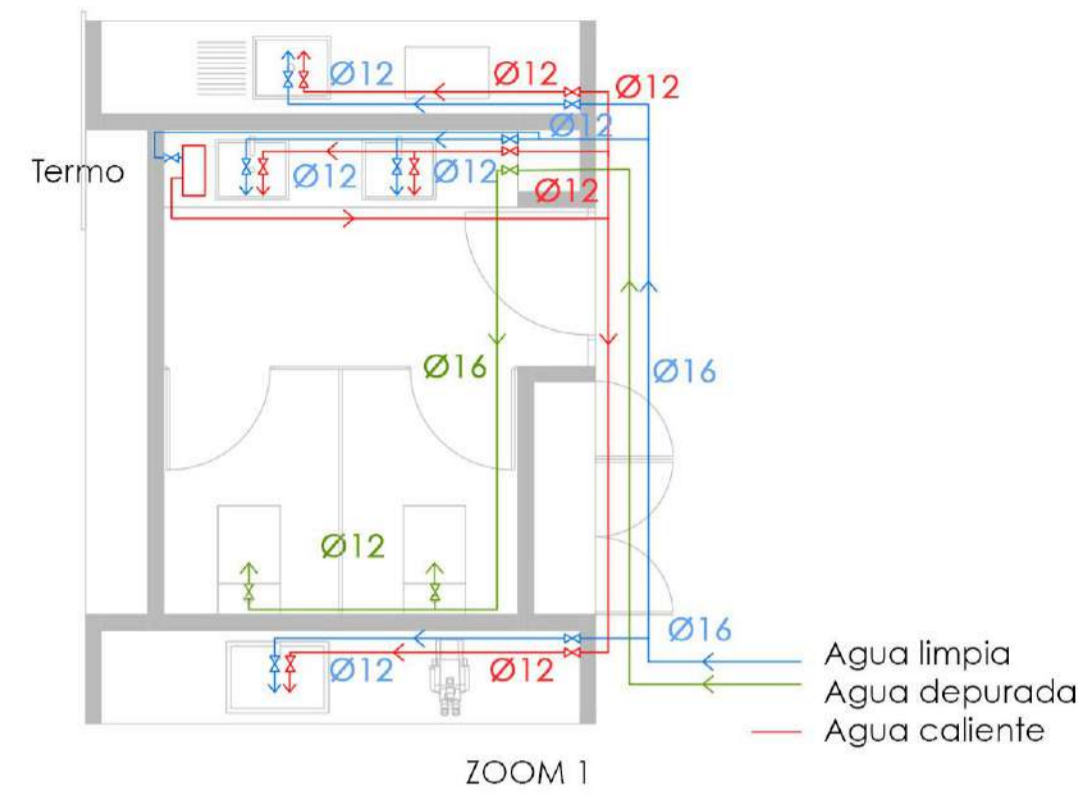 Ø12 Ø12 Ø12
Ø12
Termo
Ø12 Ø12
Ø12
Ø16 Ø16
Ø12
Ø16
Ø12 Ø12
Agua limpia
Agua depurada
Agua caliente
ZOOM 1